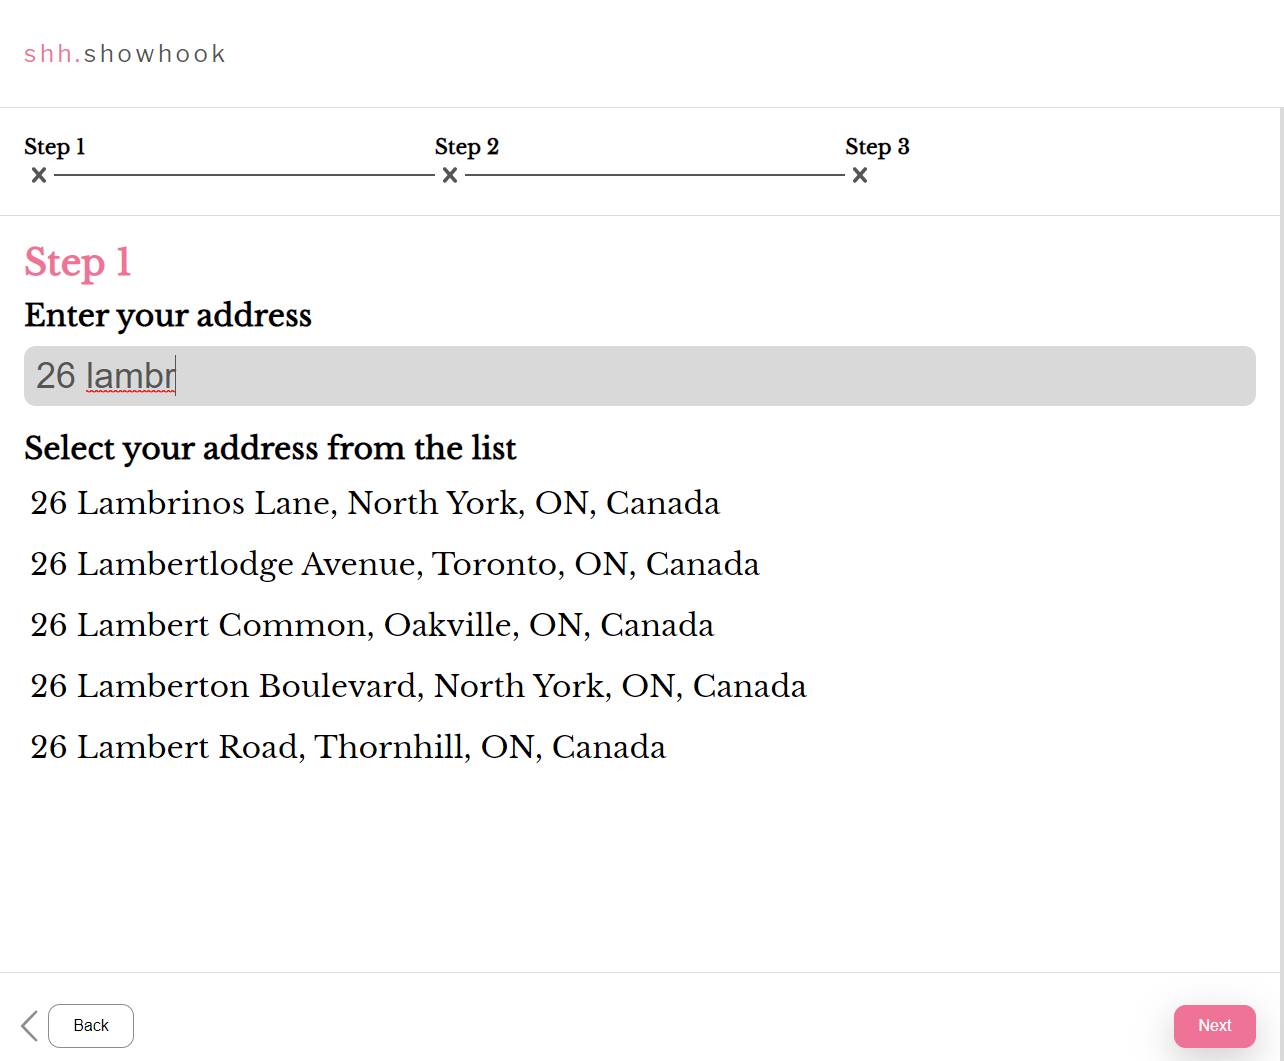 shh.showhook
Step 1
Step 2
Step 3
Step 1
Enter your address
26 lambr
Select your address from the list
26 Lambrinos Lane, North York, ON, Canada
26 Lambertlodge Avenue, Toronto, ON, Canada
26 Lambert Common, Oakville, ON, Canada
26 Lamberton Boulevard, North York, ON, Canada
26 Lambert Road, Thornhill, ON, Canada
Back
Next